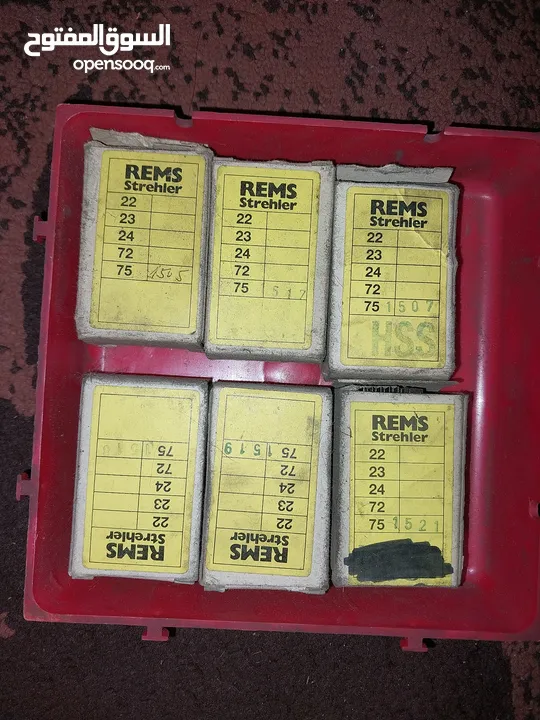 السوق المفتوح
opensooq.com
REMS
Strehler
22
23
24
72
75 1505
REMS
Strehler
22
23
24
72
75 1517
REMS
Strehler
22
23
24
72
75 1507
HSS
REMS
Strehler
22
23
24
72
75
REMS
Strehler
22
23
24
72
75 1519
REMS
Strehler
22
23
24
72
75 1521